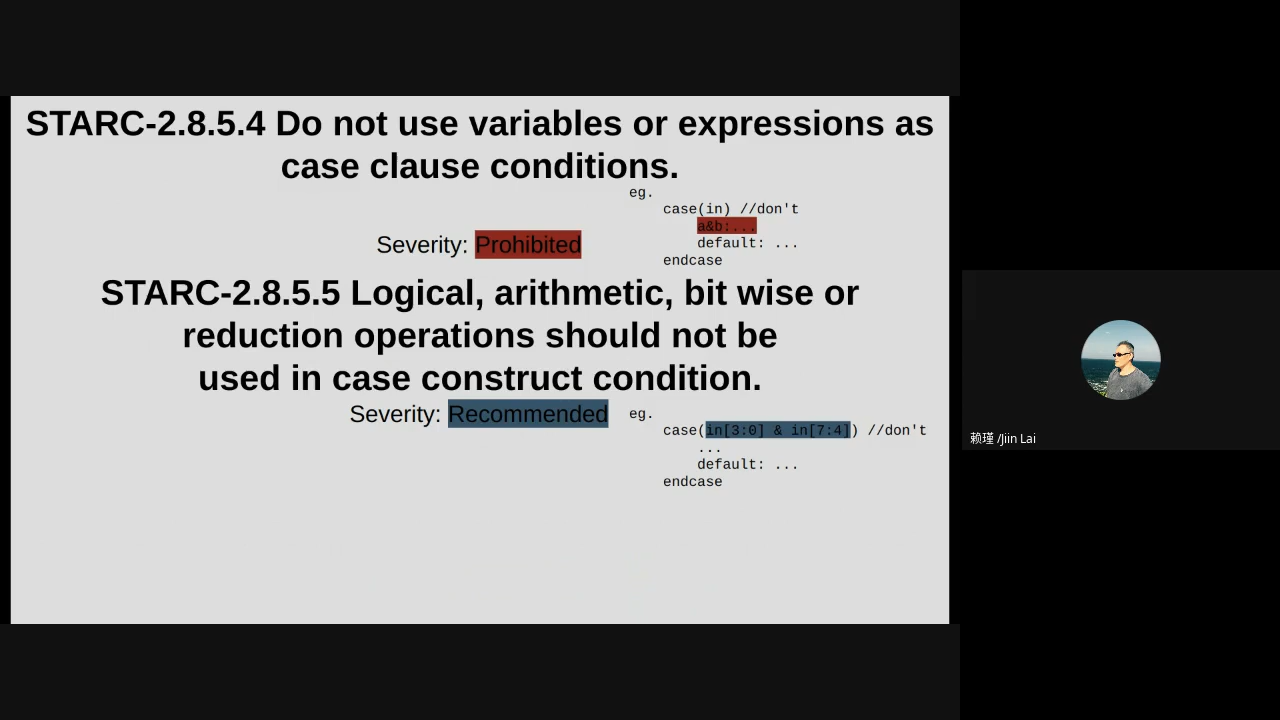 STARC-2.8.5.4 Do not use variables or expressions as
case clause conditions.
eg.
case(in) //don't
a&b:...
default: ...
endcase
Severity: Prohibited
STARC-2.8.5.5 Logical, arithmetic, bit wise or
reduction operations should not be
used in case construct condition.
Severity: Recommended
eg.
case(in[3:0] & in[7:4]) //don't
...
default: ...
endcase
赖瑾 /Jiin Lai